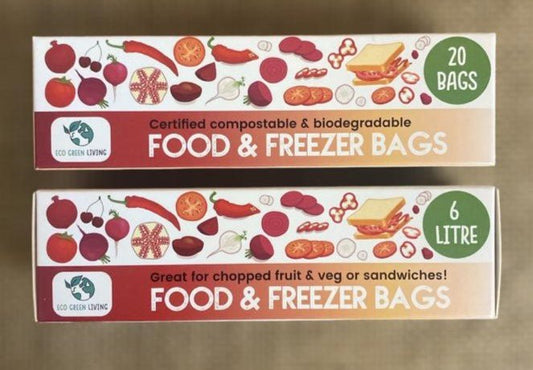 20
BAGS
Certified compostable & biodegradable
FOOD & FREEZER BAGS
ECO GREEN LIVING
6
LITRE
Great for chopped fruit & veg or sandwiches!
FOOD & FREEZER BAGS
ECO GREEN LIVING